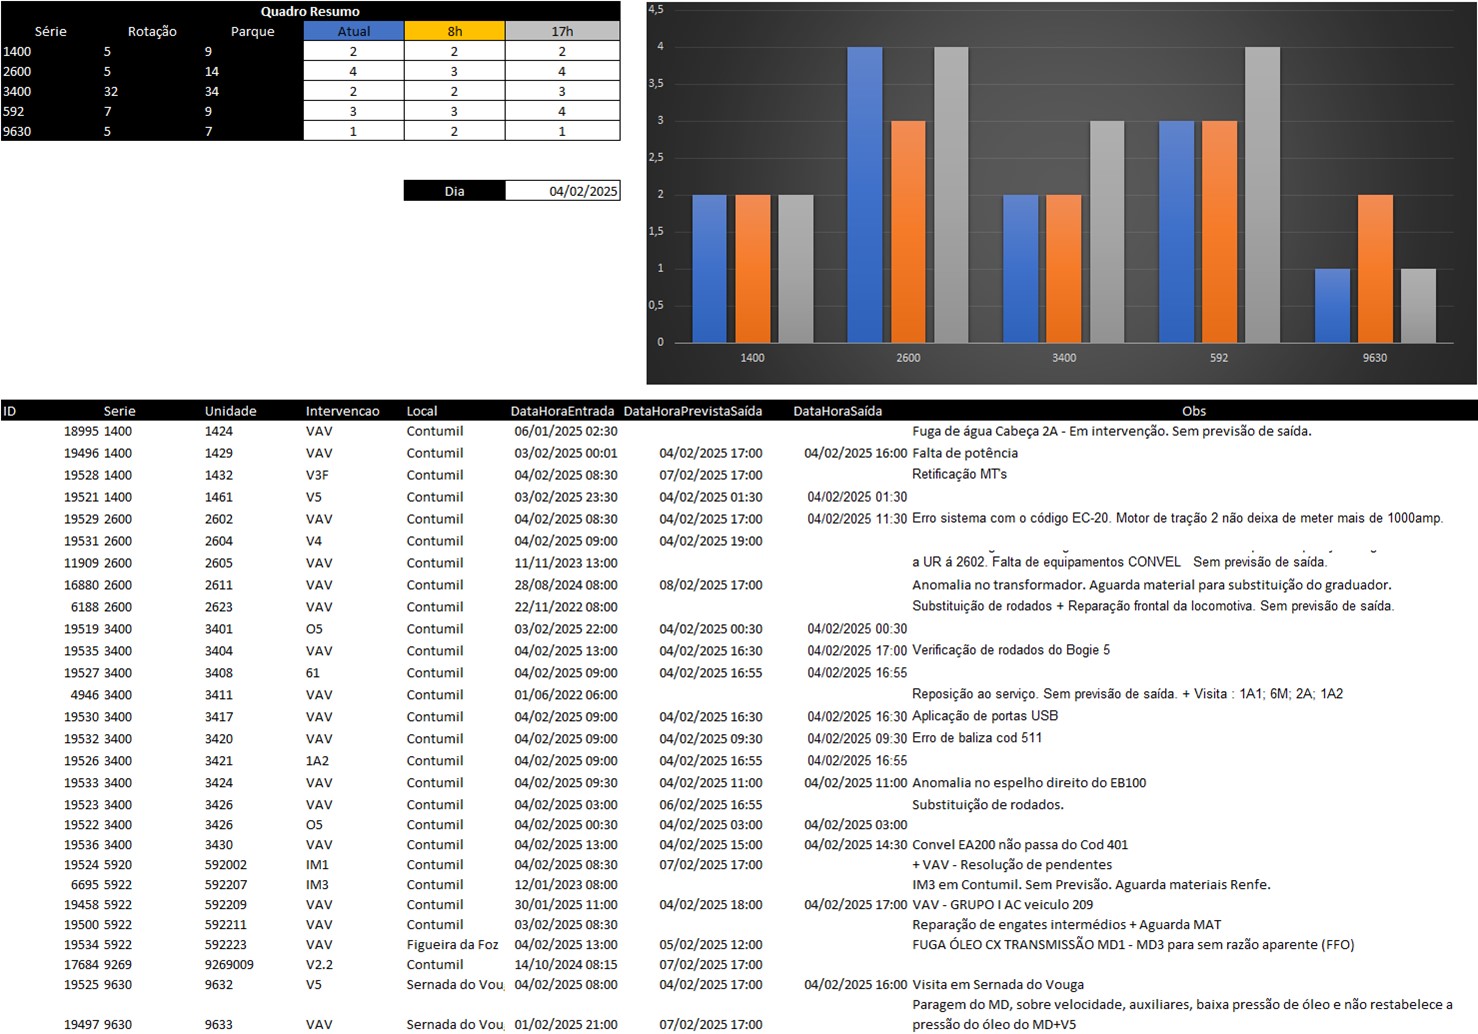 Quadro Resumo
Série Rotação Parque Atual 8h 17h
1400 5 9 2 2 2
2600 5 14 4 3 4
3400 32 34 2 2 3
592 7 9 3 3 4
9630 5 7 1 2 1
Dia 04/02/2025
4,5
4
3,5
3
2,5
2
1,5
1
0,5
0
1400 2600 3400 592 9630
ID Serie Unidade Intervencao Local DataHoraEntrada DataHoraPrevistaSaída DataHoraSaída Obs
18995 1400 1424 VAV Contumil 06/01/2025 02:30 Fuga de água Cabeça 2A - Em intervenção. Sem previsão de saída.
19496 1400 1429 VAV Contumil 03/02/2025 00:01 04/02/2025 17:00 04/02/2025 16:00 Falta de potência
19528 1400 1432 V3F Contumil 04/02/2025 08:30 07/02/2025 17:00 Retificação MT's
19521 1400 1461 V5 Contumil 03/02/2025 23:30 04/02/2025 01:30 04/02/2025 01:30
19529 2600 2602 VAV Contumil 04/02/2025 08:30 04/02/2025 17:00 04/02/2025 11:30 Erro sistema com o código EC-20. Motor de tração 2 não deixa de meter mais de 1000amp.
19531 2600 2604 V4 Contumil 04/02/2025 09:00 04/02/2025 19:00
11909 2600 2605 VAV Contumil 11/11/2023 13:00 a UR á 2602. Falta de equipamentos CONVEL Sem previsão de saída.
16880 2600 2611 VAV Contumil 28/08/2024 08:00 08/02/2025 17:00 Anomalia no transformador. Aguarda material para substituição do graduador.
6188 2600 2623 VAV Contumil 22/11/2022 08:00 Substituição de rodados + Reparação frontal da locomotiva. Sem previsão de saída.
19519 3400 3401 O5 Contumil 03/02/2025 22:00 04/02/2025 00:30 04/02/2025 00:30
19535 3400 3404 VAV Contumil 04/02/2025 13:00 04/02/2025 16:30 04/02/2025 17:00 Verificação de rodados do Bogie 5
19527 3400 3408 61 Contumil 04/02/2025 09:00 04/02/2025 16:55 04/02/2025 16:55
4946 3400 3411 VAV Contumil 01/06/2022 06:00 Reposição ao serviço. Sem previsão de saída. + Visita : 1A1; 6M; 2A; 1A2
19530 3400 3417 VAV Contumil 04/02/2025 09:00 04/02/2025 16:30 04/02/2025 16:30 Aplicação de portas USB
19532 3400 3420 VAV Contumil 04/02/2025 09:00 04/02/2025 09:30 04/02/2025 09:30 Erro de baliza cod 511
19526 3400 3421 1A2 Contumil 04/02/2025 09:00 04/02/2025 16:55 04/02/2025 16:55
19533 3400 3424 VAV Contumil 04/02/2025 09:30 04/02/2025 11:00 04/02/2025 11:00 Anomalia no espelho direito do EB100
19523 3400 3426 VAV Contumil 04/02/2025 03:00 06/02/2025 16:55 Substituição de rodados.
19522 3400 3426 O5 Contumil 04/02/2025 00:30 04/02/2025 03:00 04/02/2025 03:00
19536 3400 3430 VAV Contumil 04/02/2025 13:00 04/02/2025 15:00 04/02/2025 14:30 Convel EA200 não passa do Cod 401
19524 5920 592002 IM1 Contumil 04/02/2025 08:30 07/02/2025 17:00 + VAV - Resolução de pendentes
6695 5922 592207 IM3 Contumil 12/01/2023 08:00 IM3 em Contumil. Sem Previsão. Aguarda materiais Renfe.
19458 5922 592209 VAV Contumil 30/01/2025 11:00 04/02/2025 18:00 04/02/2025 17:00 VAV - GRUPO I AC veiculo 209
19500 5922 592211 VAV Contumil 03/02/2025 08:30 Reparação de engates intermédios + Aguarda MAT
19534 5922 592223 VAV Figueira da Foz 04/02/2025 13:00 05/02/2025 12:00 FUGA ÓLEO CX TRANSMISSÃO MD1 - MD3 para sem razão aparente (FFO)
17684 9269 9269009 V2.2 Contumil 14/10/2024 08:15 07/02/2025 17:00
19525 9630 9632 V5 Sernada do Vou 04/02/2025 08:00 04/02/2025 17:00 04/02/2025 16:00 Visita em Sernada do Vouga
Paragem do MD, sobre velocidade, auxiliares, baixa pressão de óleo e não restabelece a
19497 9630 9633 VAV Sernada do Vou 01/02/2025 21:00 07/02/2025 17:00 pressão do óleo do MD+V5